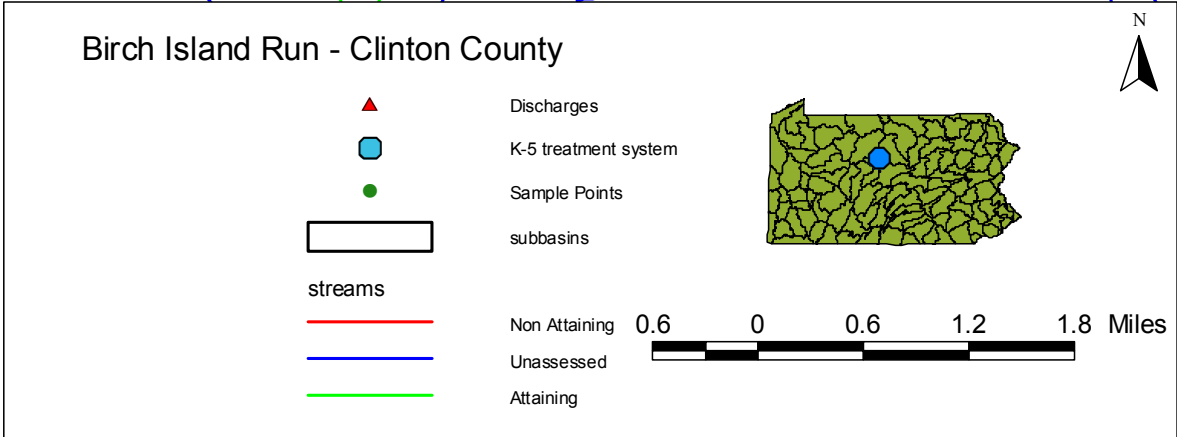 N
Birch Island Run - Clinton County
Discharges
K-5 treatment system
Sample Points
subbasins
streams
Non Attaining
Unassessed
Attaining
0.6 0 0.6 1.2 1.8 Miles